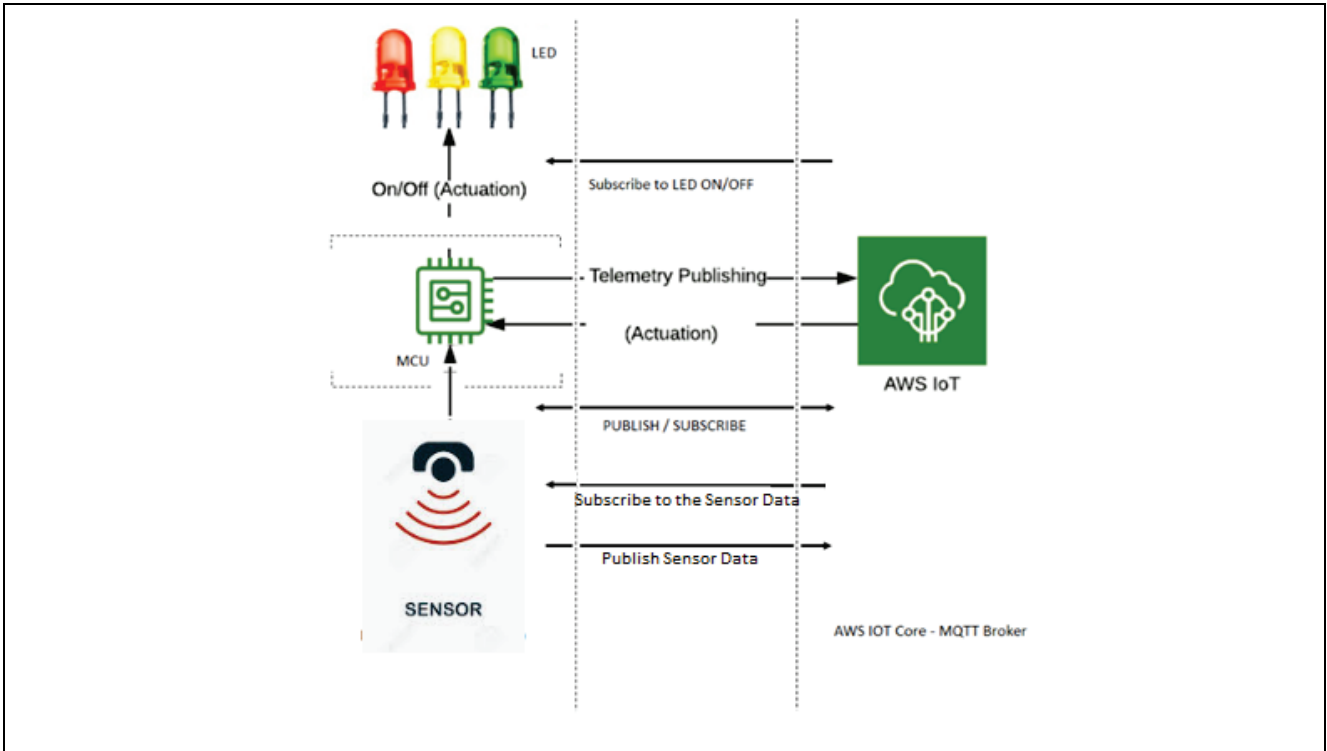 LED
On/Off (Actuation)
Subscribe to LED ON/OFF
Telemetry Publishing
(Actuation)
MCU
AWS IoT
PUBLISH / SUBSCRIBE
Subscribe to the Sensor Data
Publish Sensor Data
SENSOR
AWS IOT Core - MQTT Broker